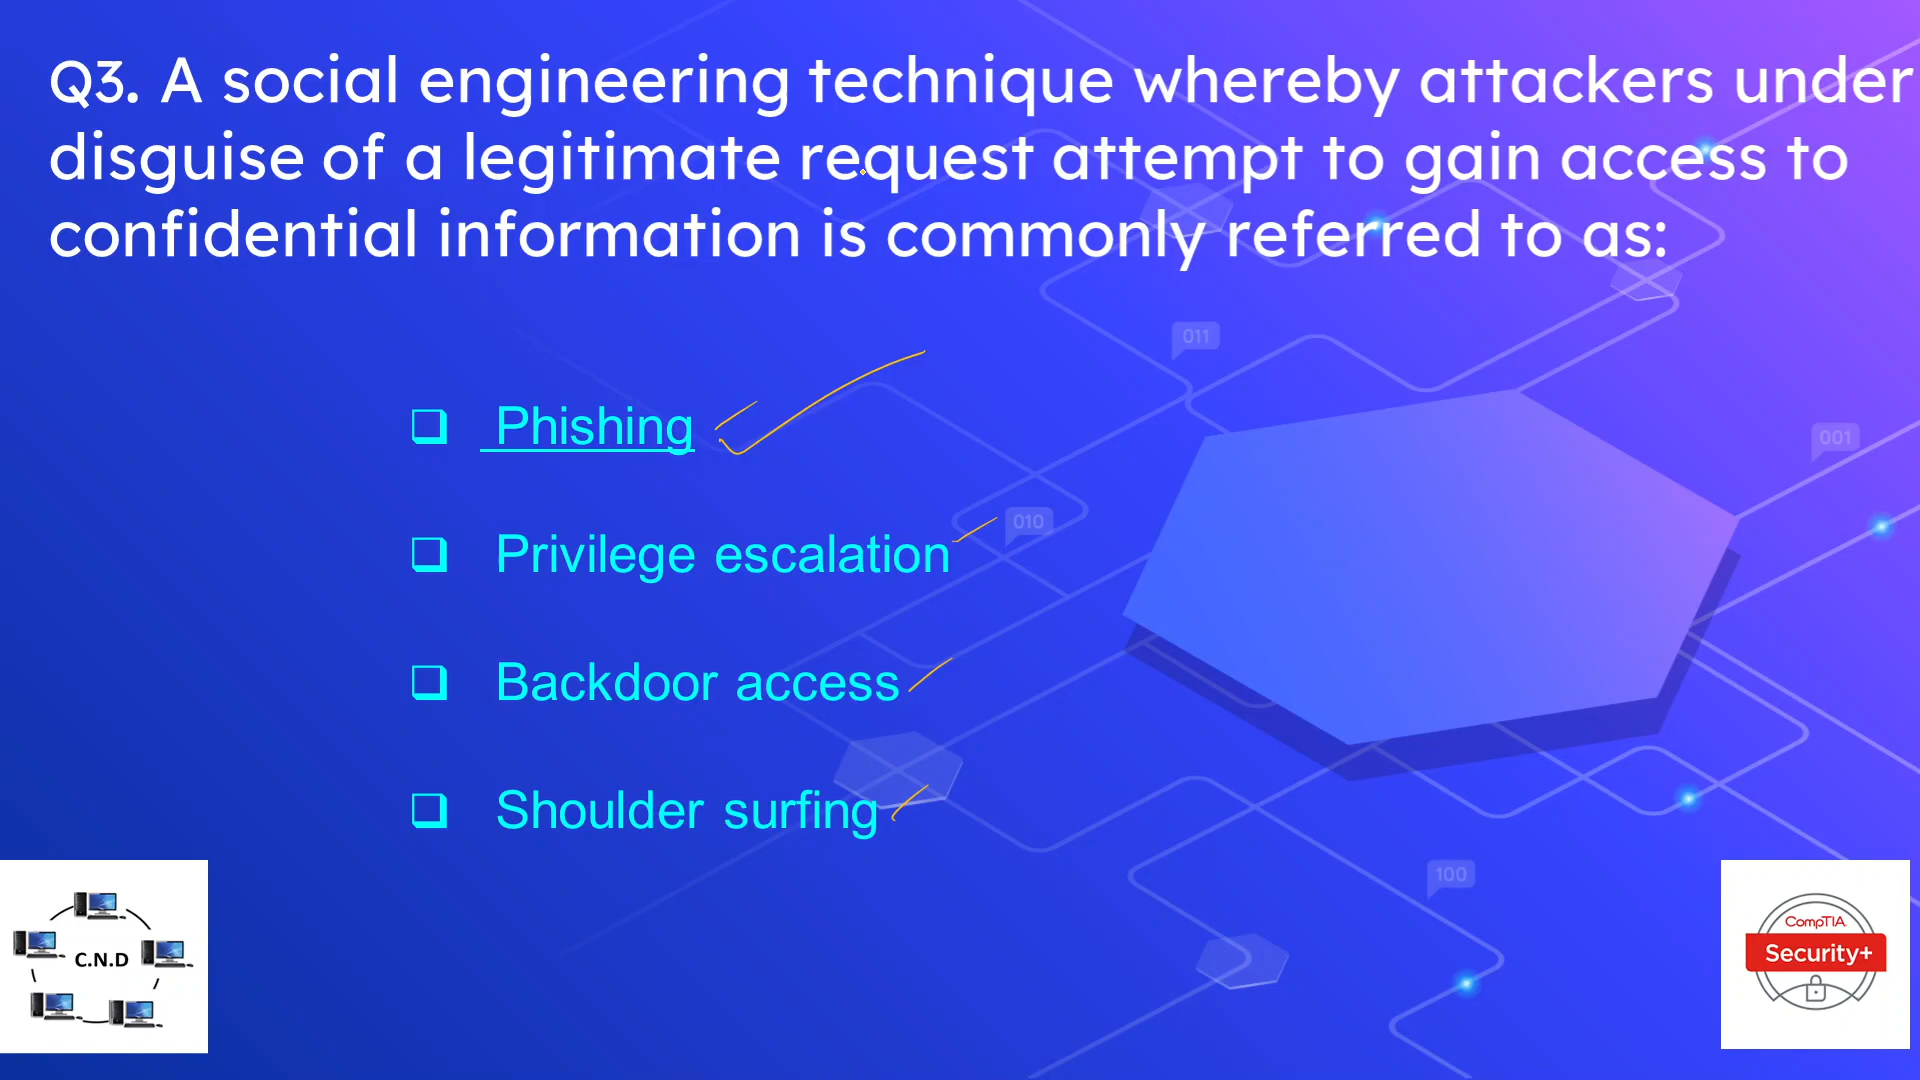 Q3. A social engineering technique whereby attackers under
disguise of a legitimate request attempt to gain access to
confidential information is commonly referred to as:
011
001
❑ Phishing
010
❑ Privilege escalation
❑ Backdoor access
❑ Shoulder surfing
100
C.N.D
CompTIA
Security+